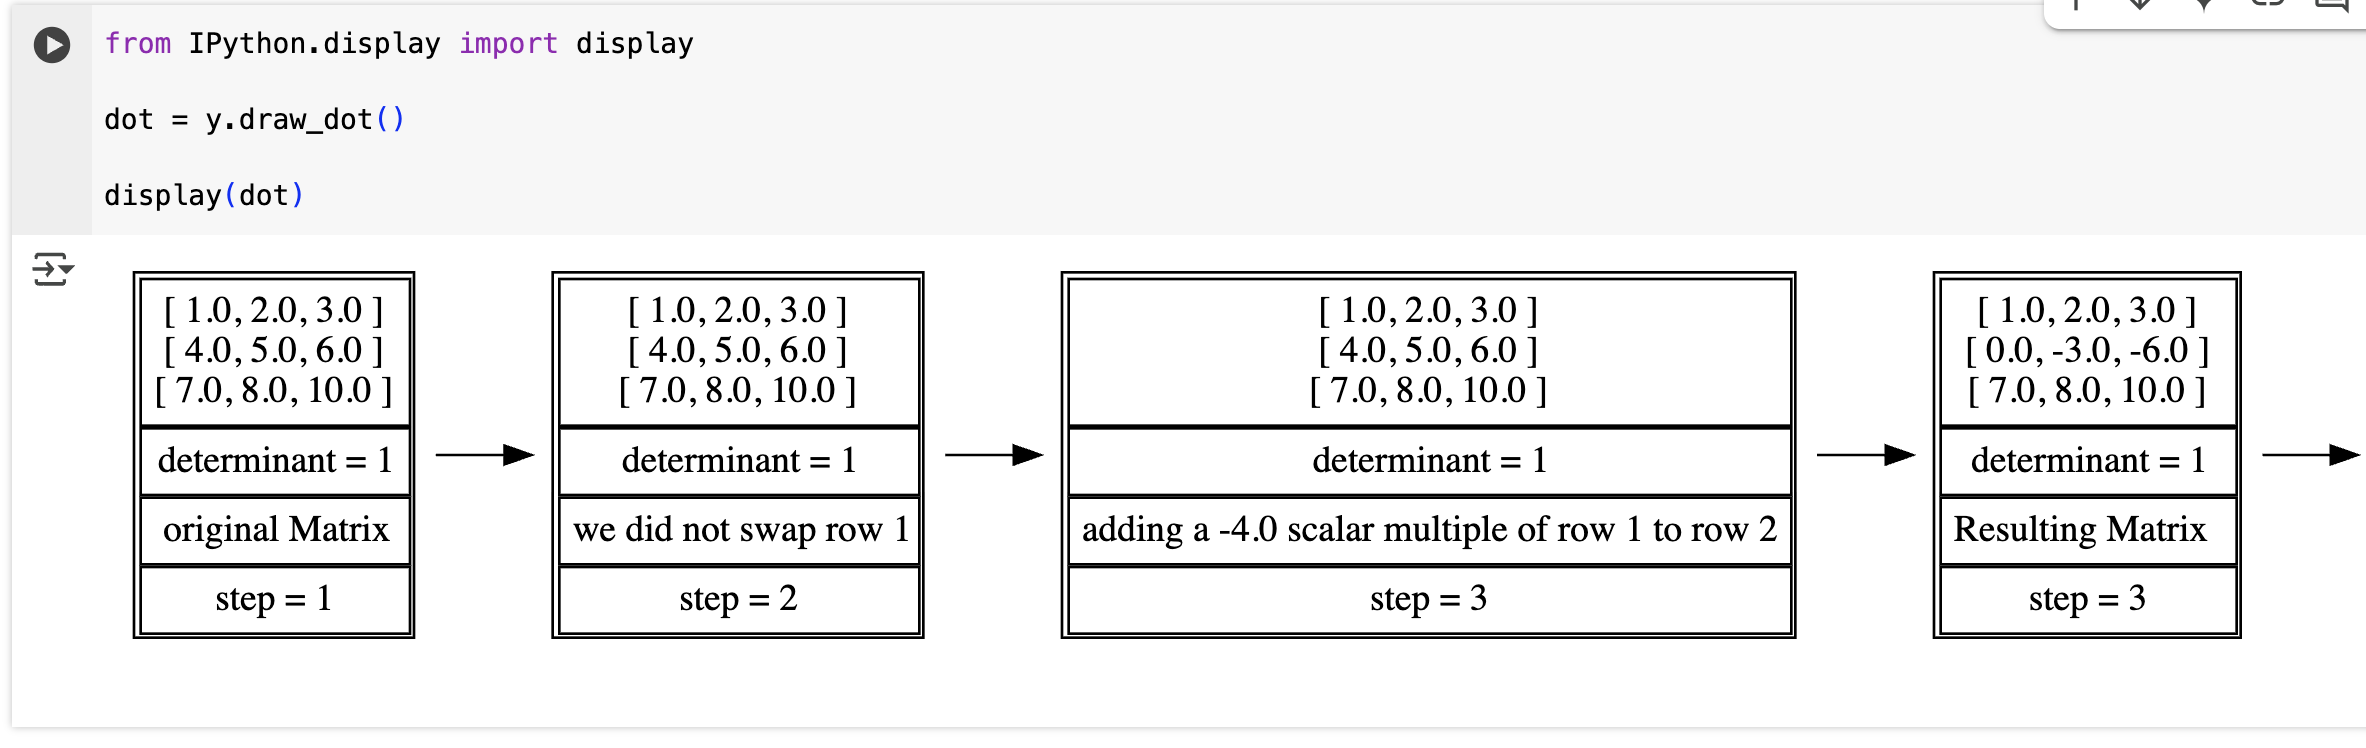 from IPython.display import display
dot = y.draw_dot()
display(dot)
[ 1.0, 2.0, 3.0 ]
[ 4.0, 5.0, 6.0 ]
[ 7.0, 8.0, 10.0 ]
determinant = 1
original Matrix
step = 1
[ 1.0, 2.0, 3.0 ]
[ 4.0, 5.0, 6.0 ]
[ 7.0, 8.0, 10.0 ]
determinant = 1
we did not swap row 1
step = 2
[ 1.0, 2.0, 3.0 ]
[ 4.0, 5.0, 6.0 ]
[ 7.0, 8.0, 10.0 ]
determinant = 1
adding a -4.0 scalar multiple of row 1 to row 2
step = 3
[ 1.0, 2.0, 3.0 ]
[ 0.0, -3.0, -6.0 ]
[ 7.0, 8.0, 10.0 ]
determinant = 1
Resulting Matrix
step = 3